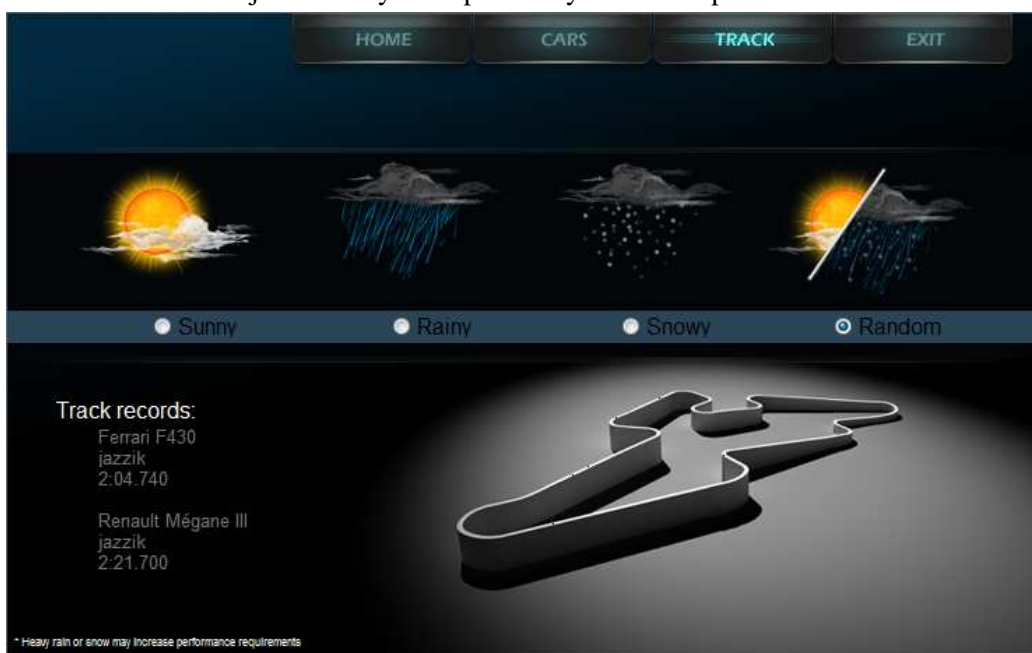 HOME CARS TRACK EXIT
Sunny Rainy Snowy Random
Track records:
Ferrari F430
jazzik
2:04.740
Renault Mégane III
jazzik
2:21.700
* Heavy rain or snow may increase performance requirements